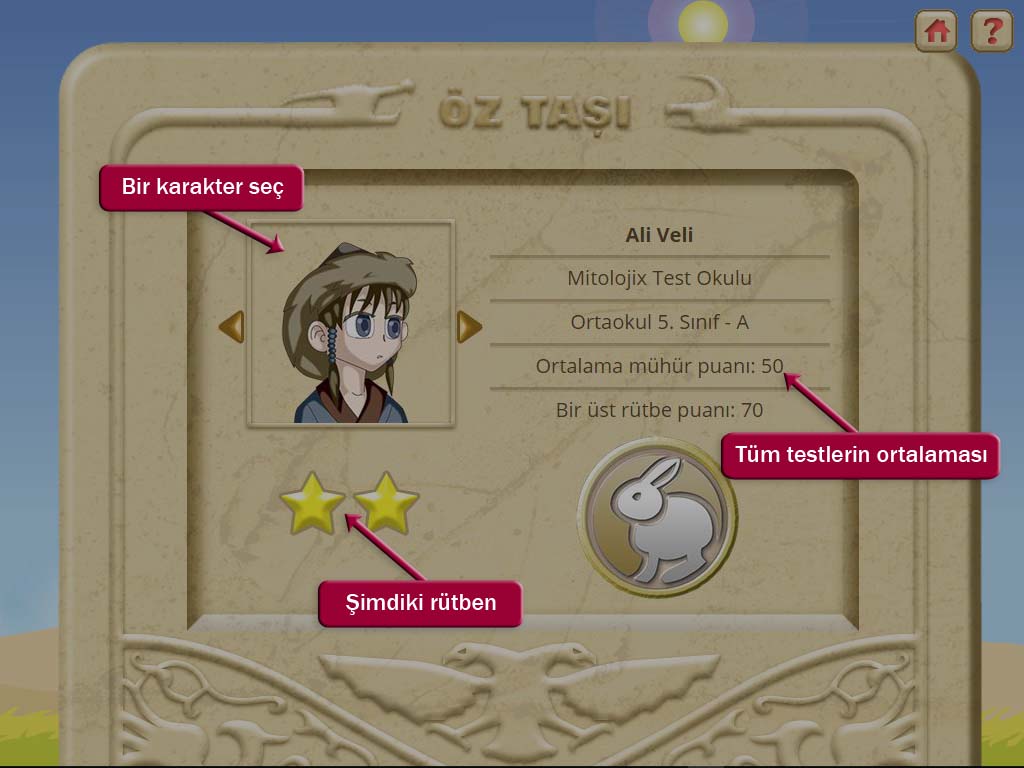 ÖZ TAŞI
Bir karakter seç
Ali Veli
Mitolojix Test Okulu
Ortaokul 5. Sınıf - A
Ortalama mühür puanı: 50
Bir üst rütbe puanı: 70
Tüm testlerin ortalaması
Şimdiki rütben
?